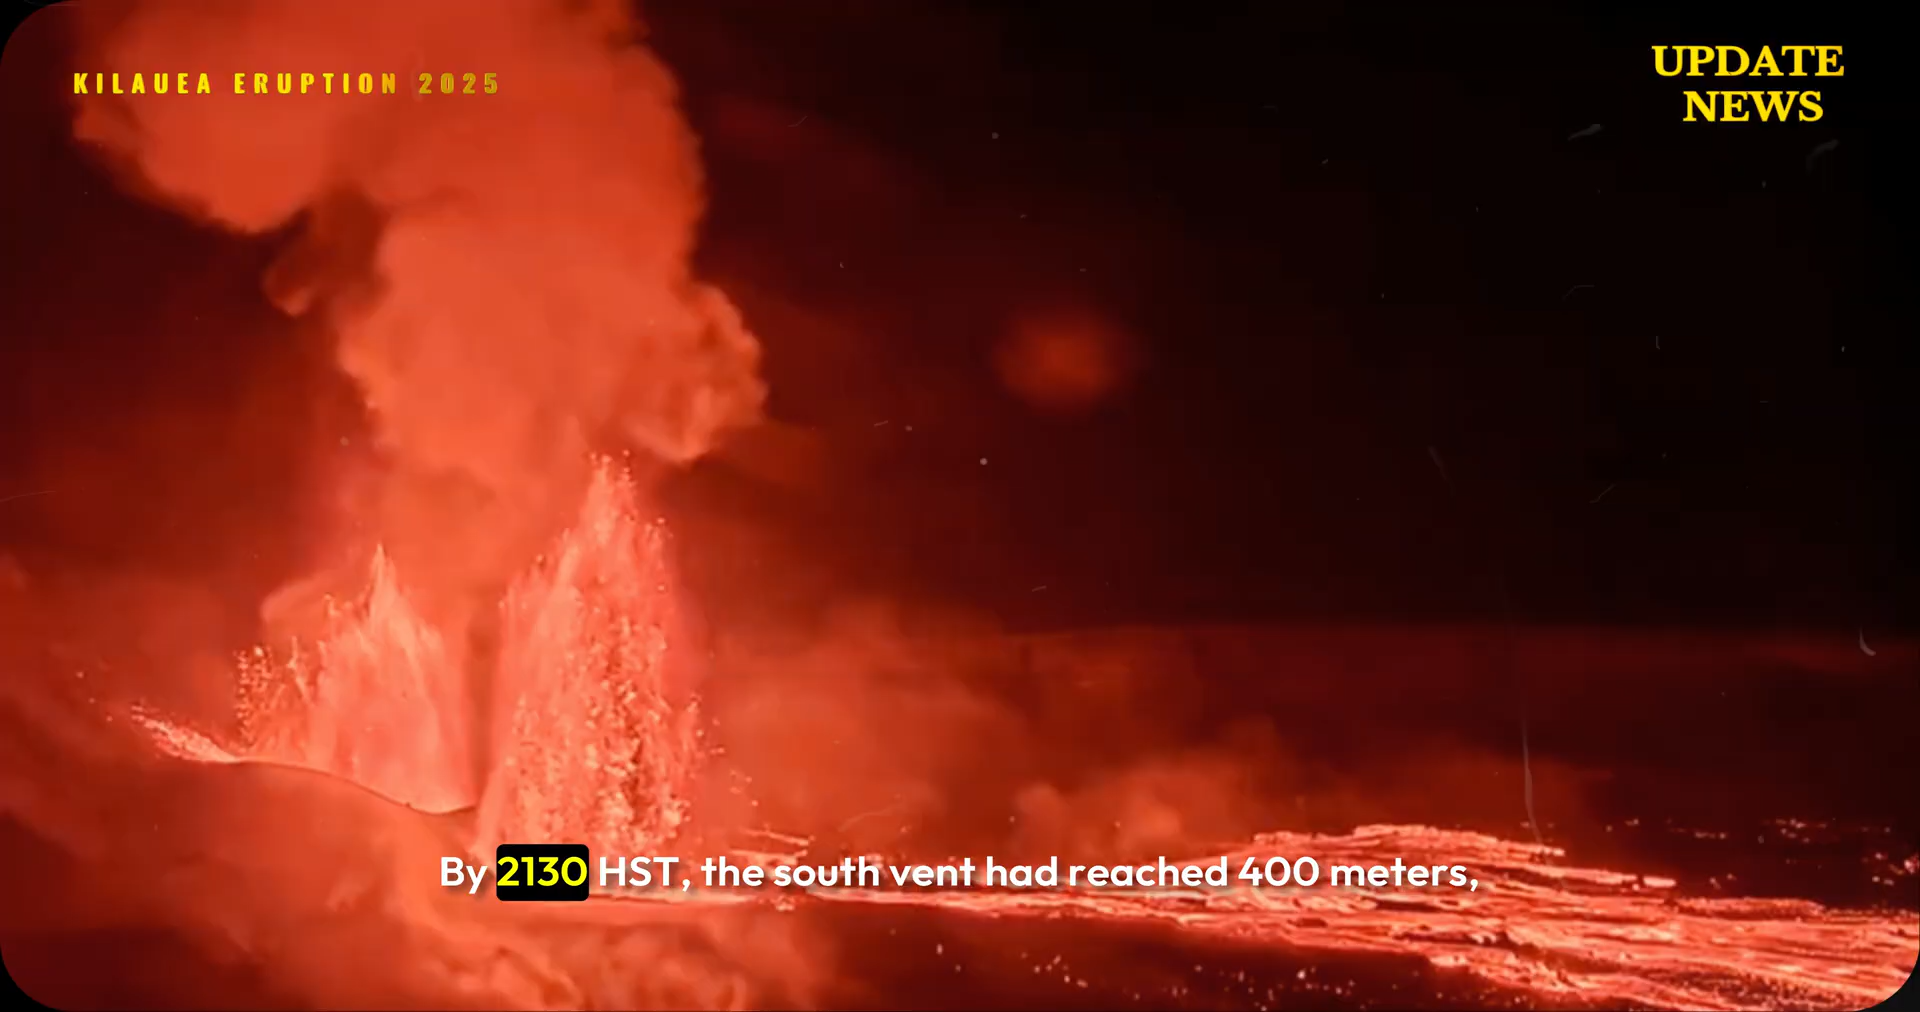 KILAUEA ERUPTION 2025
UPDATE
NEWS
By 2130 HST, the south vent had reached 400 meters,